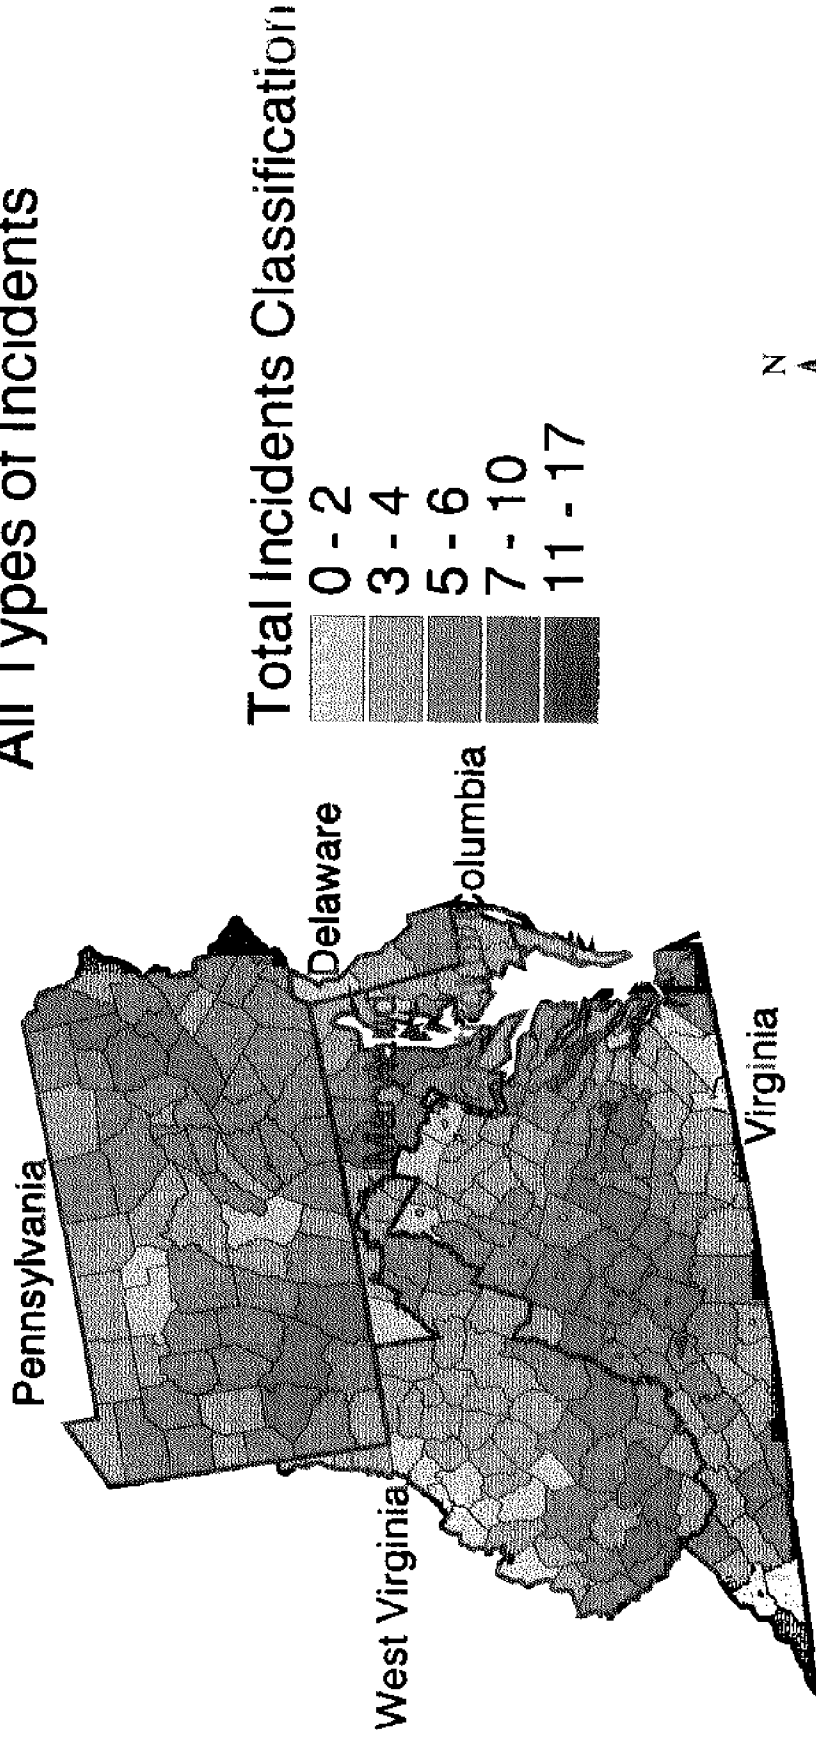 All Types of Incidents
Total Incidents Classification
0 - 2
3 - 4
5 - 6
7 - 10
11 - 17
Pennsylvania
Delaware
West Virginia
Columbia
Virginia
N